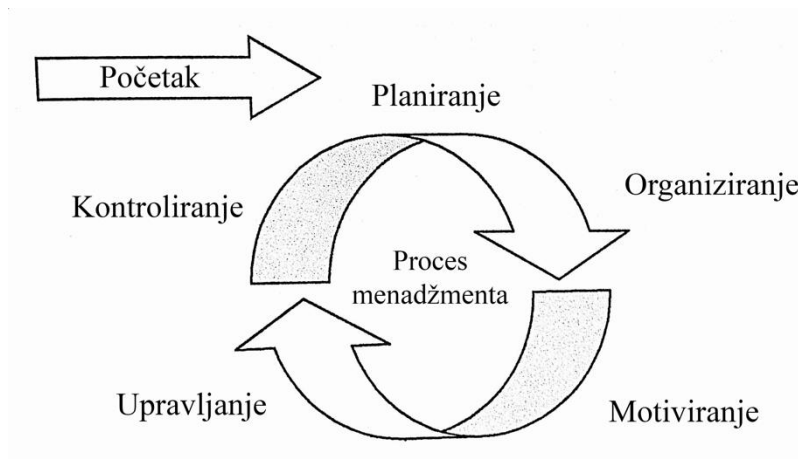 Početak
Planiranje
Organiziranje
Kontroliranje
Proces
menadžmenta
Upravljanje
Motiviranje